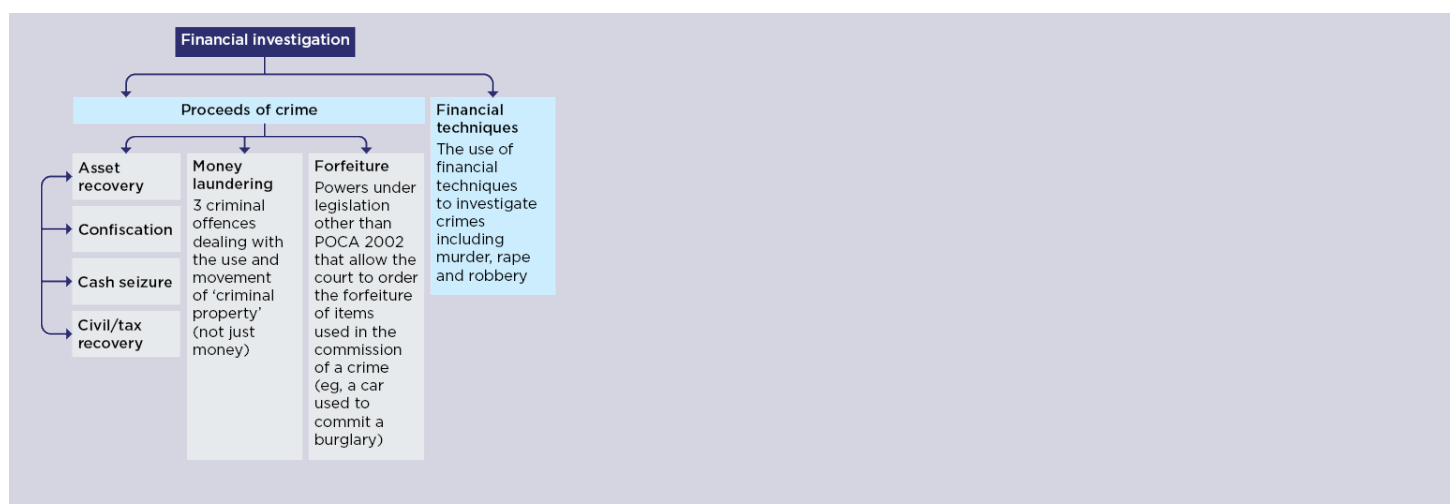 Financial investigation
Proceeds of crime
Asset
recovery
Confiscation
Cash seizure
Civil/tax
recovery
Money
laundering
3 criminal
offences
dealing with
the use and
movement
of ‘criminal
property’
(not just
money)
Forfeiture
Powers under
legislation
other than
POCA 2002
that allow the
court to order
the forfeiture
of items
used in the
commission
of a crime
(eg, a car
used to
commit a
burglary)
Financial
techniques
The use of
financial
techniques
to investigate
crimes
including
murder, rape
and robbery